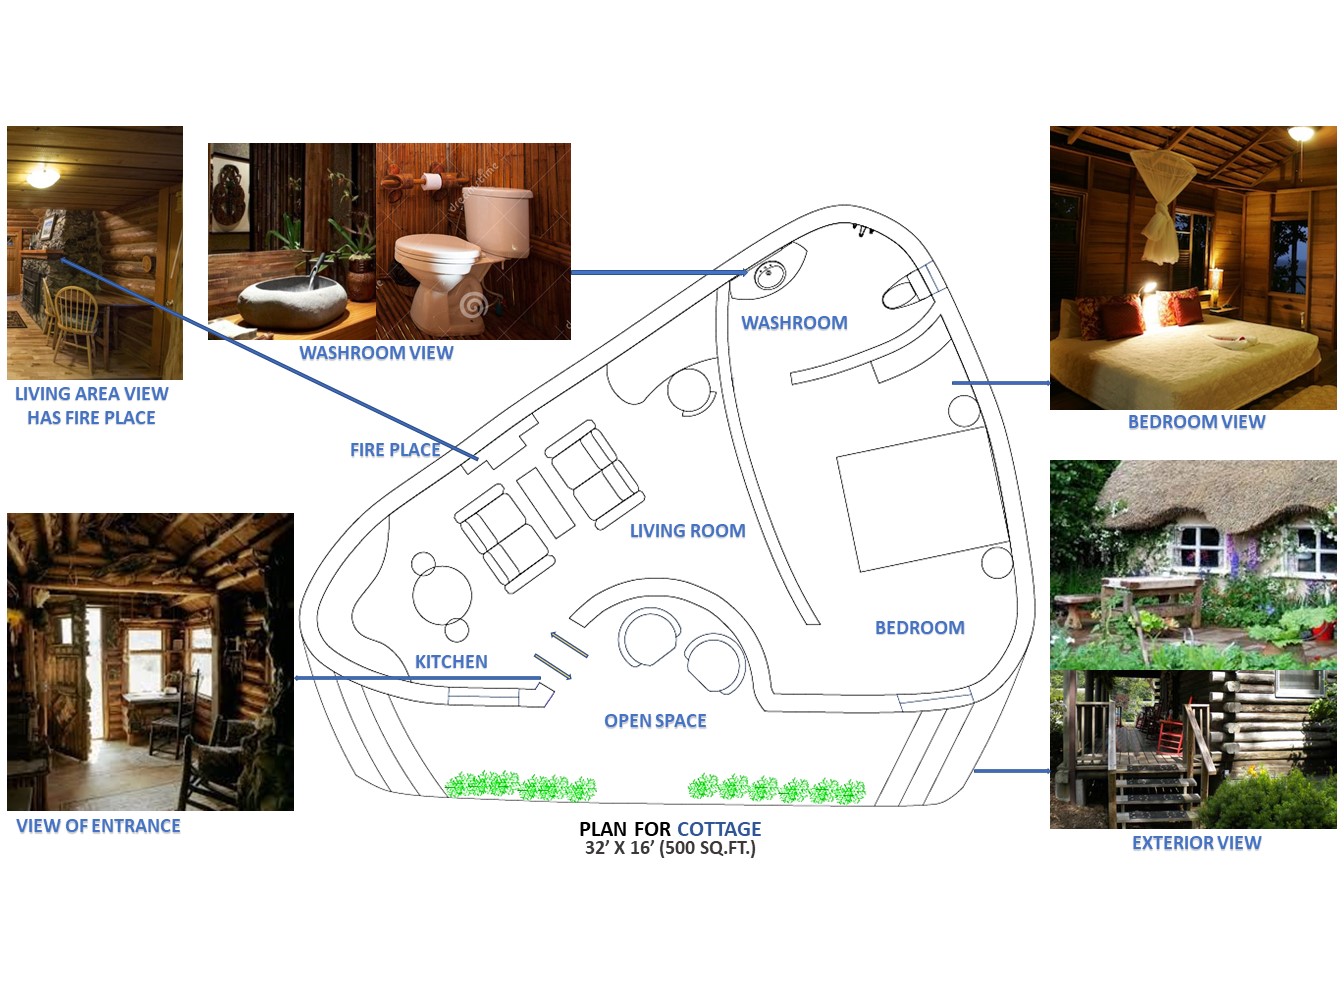 WASHROOM VIEW
LIVING AREA VIEW
HAS FIRE PLACE
FIRE PLACE
WASHROOM
BEDROOM VIEW
LIVING ROOM
BEDROOM
KITCHEN
OPEN SPACE
VIEW OF ENTRANCE
PLAN FOR COTTAGE
32’ X 16’ (500 SQ.FT.)
EXTERIOR VIEW